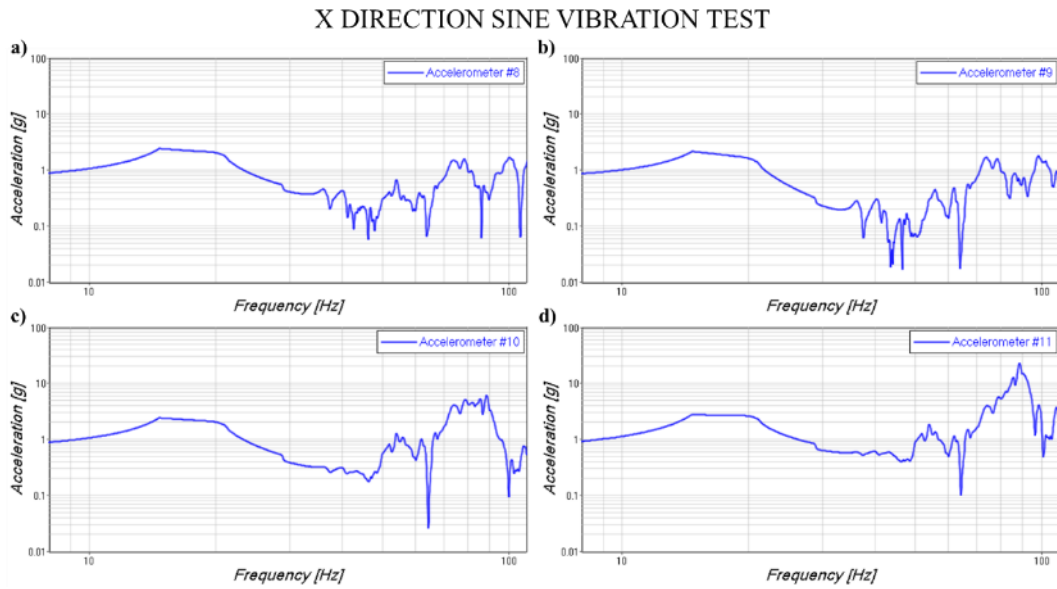 X DIRECTION SINE VIBRATION TEST
a)
100
10
1
0.1
0.01
Acceleration [g]
Accelerometer #8
10
100
Frequency [Hz]
b)
100
10
1
0.1
0.01
Acceleration [g]
Accelerometer #9
10
100
Frequency [Hz]
c)
100
10
1
0.1
0.01
Acceleration [g]
Accelerometer #10
10
100
Frequency [Hz]
d)
100
10
1
0.1
0.01
Acceleration [g]
Accelerometer #11
10
100
Frequency [Hz]